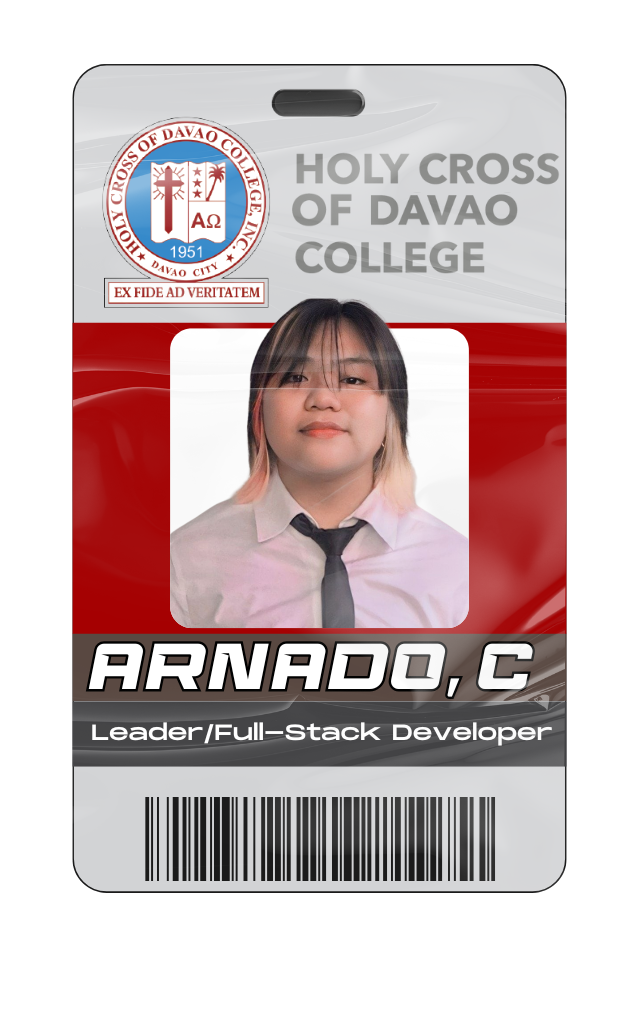 HOLY CROSS OF DAVAO COLLEGE, INC.
ΑΩ
1951
DAVAO CITY
EX FIDE AD VERITATEM
HOLY CROSS
OF DAVAO
COLLEGE
ARNADO, C
Leader/Full-Stack Developer